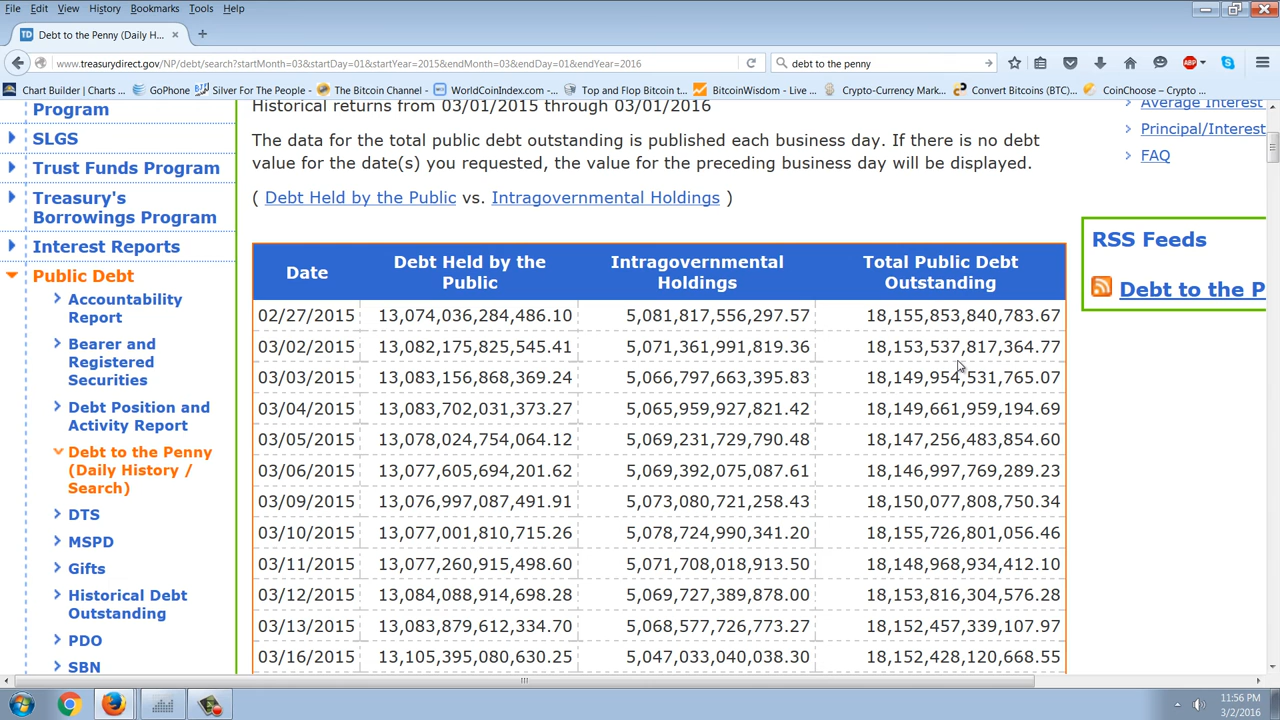 File Edit View History Bookmarks Tools Help
TD Debt to the Penny (Daily H... × +
www.treasurydirect.gov/NP/debt/search?startMonth=03&startDay=01&startYear=2015&endMonth=03&endDay=01&endYear=2016
debt to the penny
ABP
Chart Builder | Charts ... GoPhone Silver For The People - The Bitcoin Channel - WorldCoinIndex.com -... Top and Flop Bitcoin t... BitcoinWisdom - Live ... Crypto-Currency Mark... Convert Bitcoins (BTC)... CoinChoose – Crypto ...
Program
SLGS
Trust Funds Program
Treasury's
Borrowings Program
Interest Reports
Public Debt
Accountability
Report
Bearer and
Registered
Securities
Debt Position and
Activity Report
Debt to the Penny
(Daily History /
Search)
DTS
MSPD
Gifts
Historical Debt
Outstanding
PDO
SBN
Historical returns from 03/01/2015 through 03/01/2016
The data for the total public debt outstanding is published each business day. If there is no debt
value for the date(s) you requested, the value for the preceding business day will be displayed.
( Debt Held by the Public vs. Intragovernmental Holdings )
Date Debt Held by the Public Intragovernmental Holdings Total Public Debt Outstanding
02/27/2015 13,074,036,284,486.10 5,081,817,556,297.57 18,155,853,840,783.67
03/02/2015 13,082,175,825,545.41 5,071,361,991,819.36 18,153,537,817,364.77
03/03/2015 13,083,156,868,369.24 5,066,797,663,395.83 18,149,954,531,765.07
03/04/2015 13,083,702,031,373.27 5,065,959,927,821.42 18,149,661,959,194.69
03/05/2015 13,078,024,754,064.12 5,069,231,729,790.48 18,147,256,483,854.60
03/06/2015 13,077,605,694,201.62 5,069,392,075,087.61 18,146,997,769,289.23
03/09/2015 13,076,997,087,491.91 5,073,080,721,258.43 18,150,077,808,750.34
03/10/2015 13,077,001,810,715.26 5,078,724,990,341.20 18,155,726,801,056.46
03/11/2015 13,077,260,915,498.60 5,071,708,018,913.50 18,148,968,934,412.10
03/12/2015 13,084,088,914,698.28 5,069,727,389,878.00 18,153,816,304,576.28
03/13/2015 13,083,879,612,334.70 5,068,577,726,773.27 18,152,457,339,107.97
03/16/2015 13,105,395,080,630.25 5,047,033,040,038.30 18,152,428,120,668.55
Average Interest
Principal/Interest
FAQ
RSS Feeds
Debt to the P
11:56 PM
3/2/2016